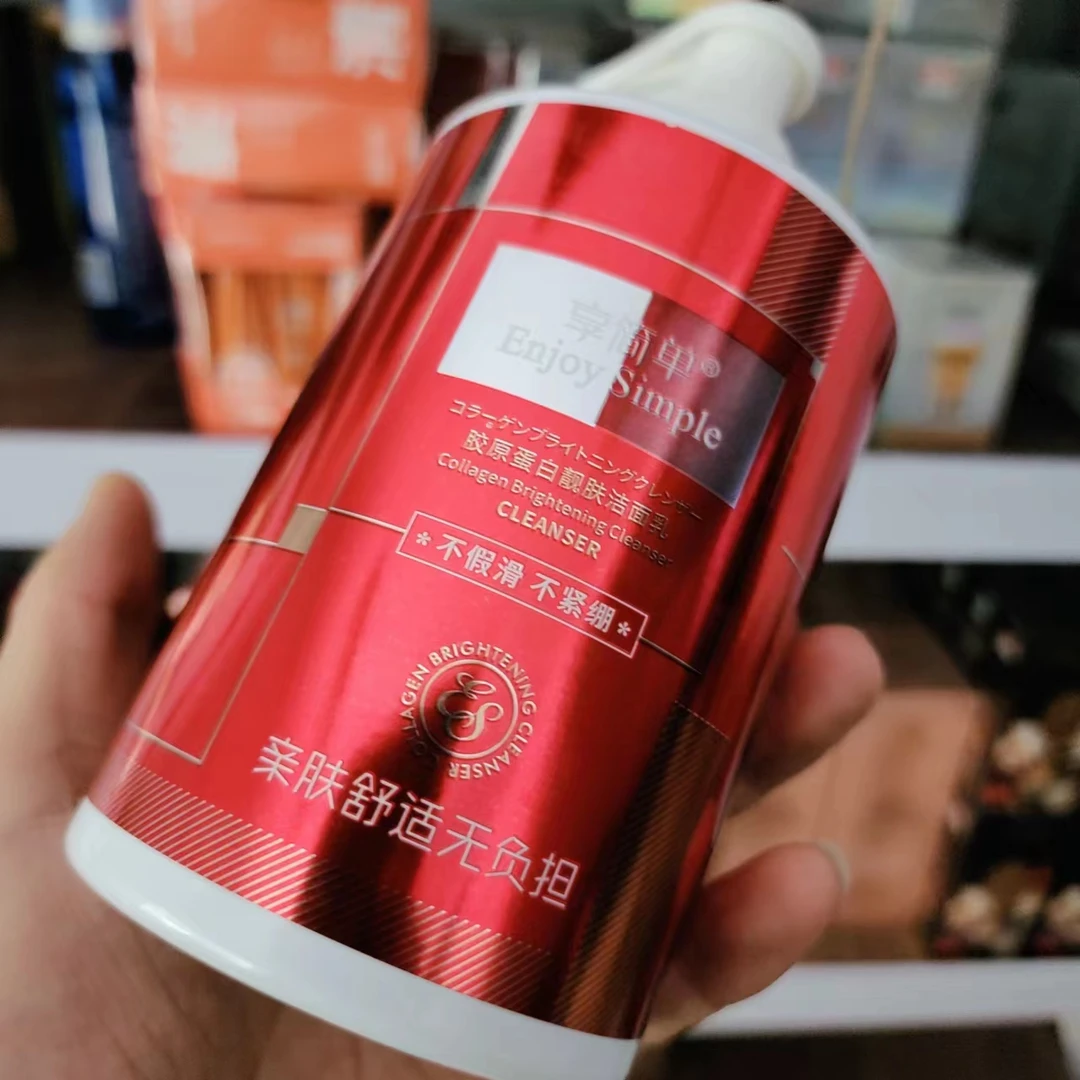 享简单®
Enjoy Simple
コラーゲンブライトニングクレンザー
胶原蛋白靓肤洁面乳
Collagen Brightening Cleanser
CLEANSER
*不假滑 不紧绷*
COLLAGEN BRIGHTENING CLEANSER
ES
亲肤舒适无负担